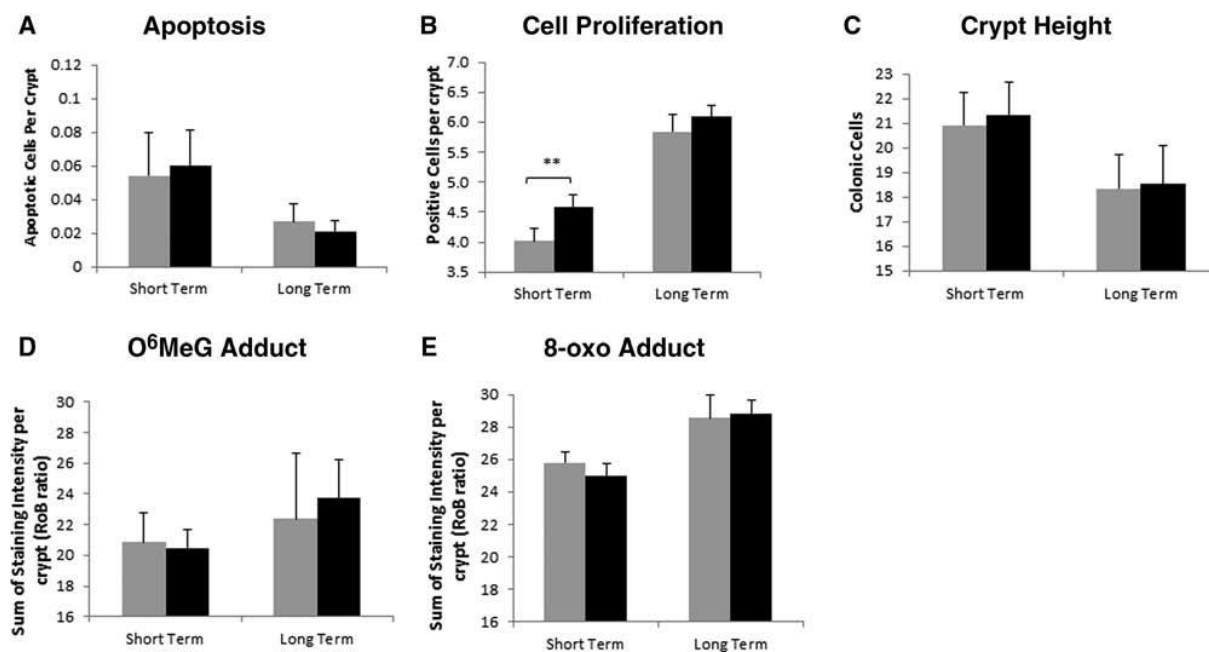 A Apoptosis
Apoptotic Cells Per Crypt
0.12
0.1
0.08
0.06
0.04
0.02
0
Short Term Long Term
B Cell Proliferation
Positive Cells per crypt
7.0
6.5
6.0
5.5
5.0
4.5
4.0
3.5
**
Short Term Long Term
C Crypt Height
Colonic Cells
23
22
21
20
19
18
17
16
15
Short Term Long Term
D O⁶MeG Adduct
Sum of Staining Intensity per
crypt (RoB ratio)
30
28
26
24
22
20
18
16
Short Term Long Term
E 8-oxo Adduct
Sum of Staining Intensity per
crypt (RoB ratio)
30
28
26
24
22
20
18
16
Short Term Long Term